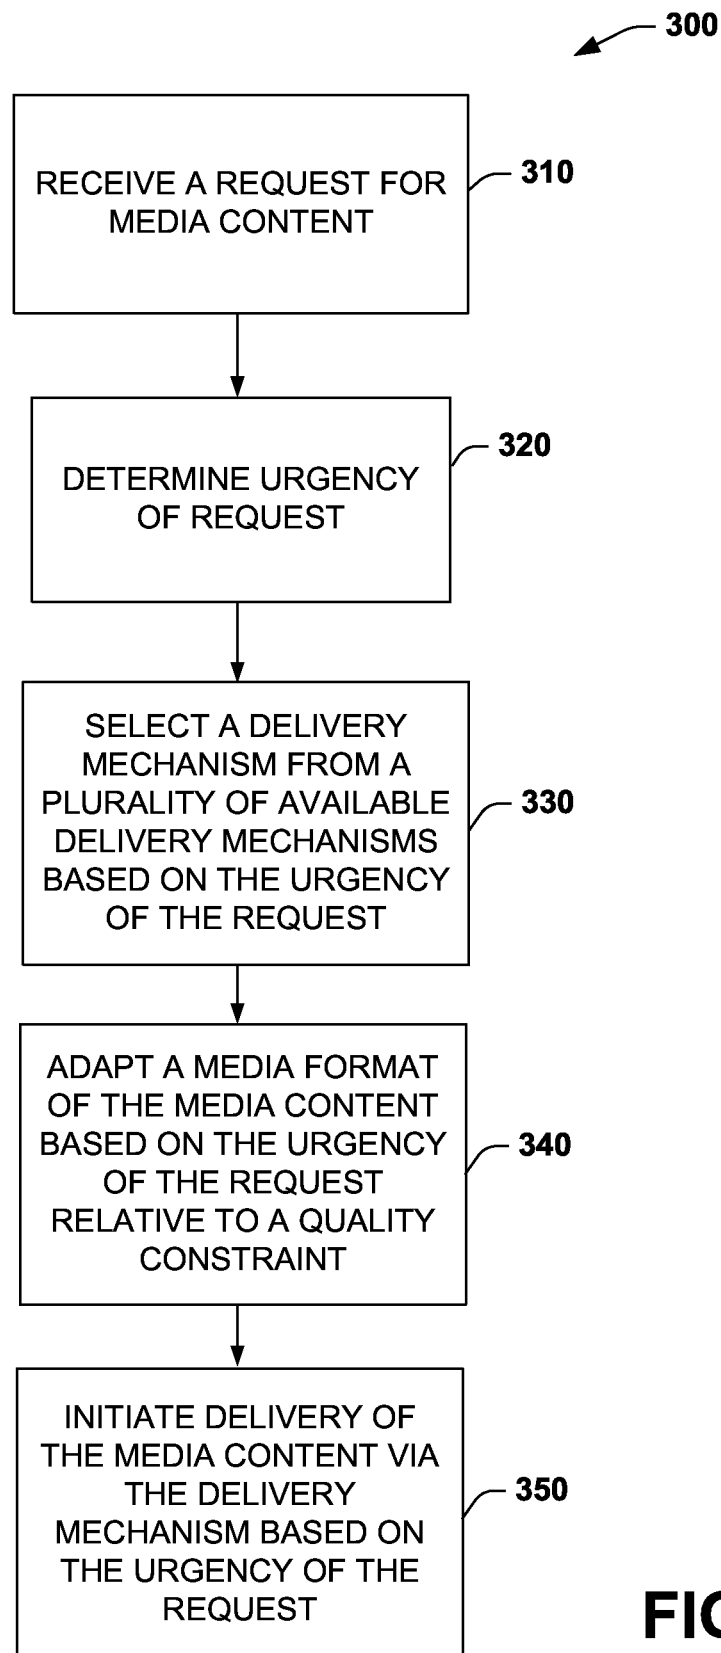 300
RECEIVE A REQUEST FOR
MEDIA CONTENT
310
DETERMINE URGENCY
OF REQUEST
320
SELECT A DELIVERY
MECHANISM FROM A
PLURALITY OF AVAILABLE
DELIVERY MECHANISMS
BASED ON THE URGENCY
OF THE REQUEST
330
ADAPT A MEDIA FORMAT
OF THE MEDIA CONTENT
BASED ON THE URGENCY
OF THE REQUEST
RELATIVE TO A QUALITY
CONSTRAINT
340
INITIATE DELIVERY OF
THE MEDIA CONTENT VIA
THE DELIVERY
MECHANISM BASED ON
THE URGENCY OF THE
REQUEST
350